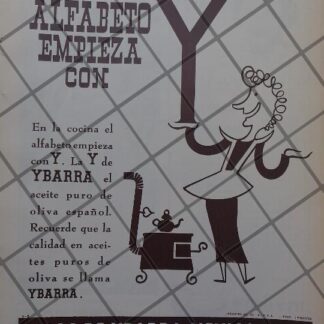 ALFABETO
EMPIEZA
CON
Y
En la cocina el
alfabeto empieza
con Y. La Y de
YBARRA el
aceite puro de
oliva español.
Recuerde que la
calidad en acei-
tes puros de
oliva se llama
YBARRA.